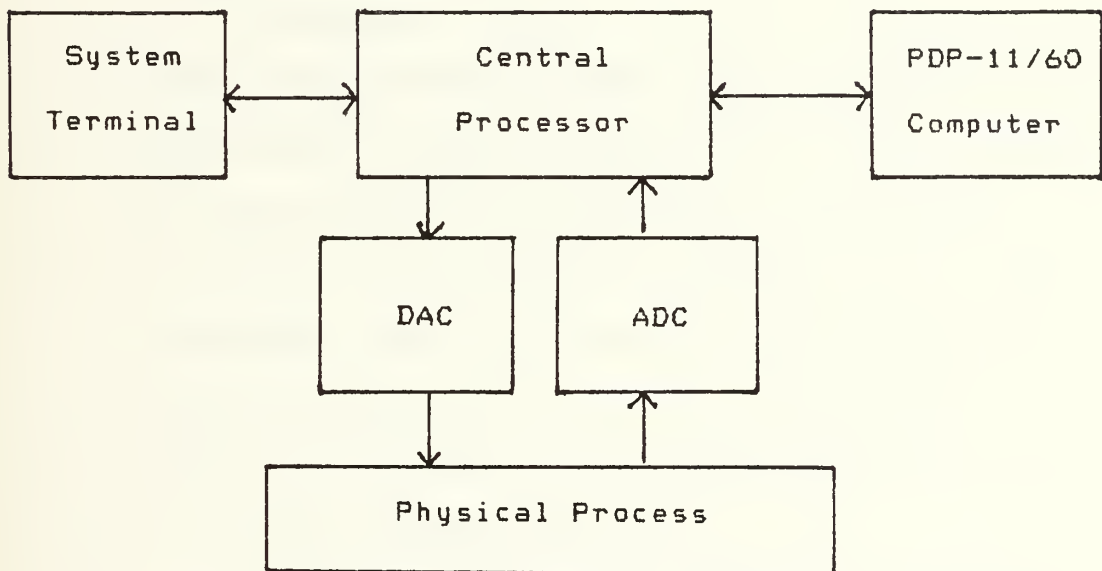 System
Terminal
Central
Processor
PDP-11/60
Computer
DAC
ADC
Physical Process